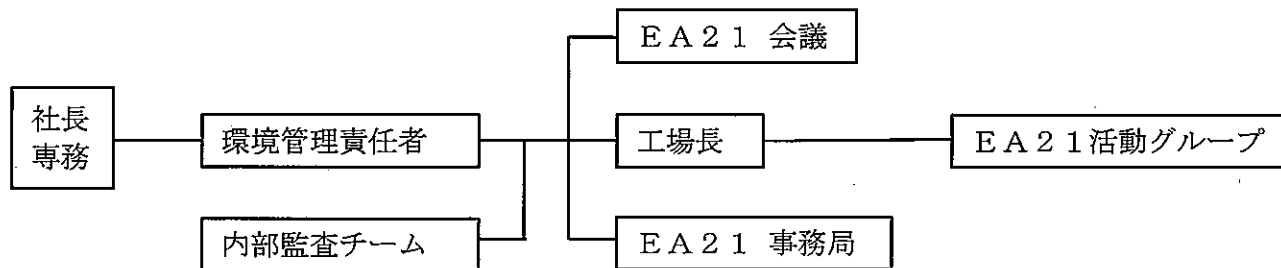 ＥＡ２１ 会議
社長
専務
環境管理責任者
工場長
ＥＡ２１活動グループ
内部監査チーム
ＥＡ２１ 事務局